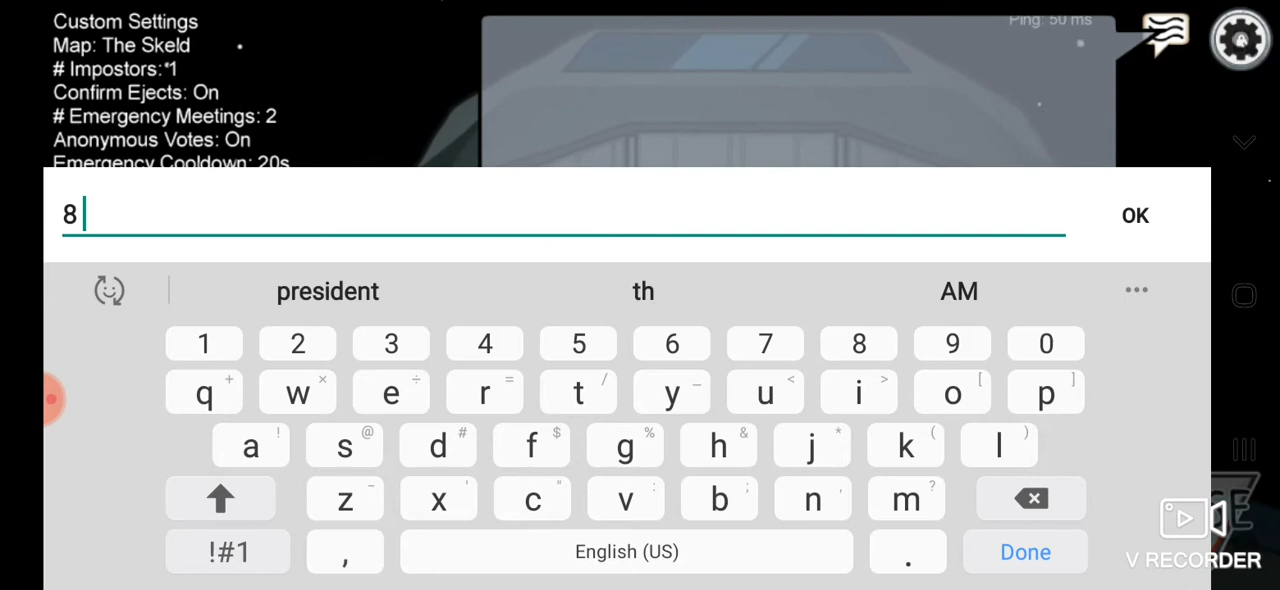 Custom Settings
Ping: 50 ms
Map: The Skeld
# Impostors: 1
Confirm Ejects: On
# Emergency Meetings: 2
Anonymous Votes: On
Emergency Cooldown: 20s
8
OK
president th AM
1 2 3 4 5 6 7 8 9 0
q + w × e ÷ r = t / y _ u < i > o [ p ]
a ! s @ d # f $ g % h & j * k ( l )
z - x ' c " v : b ; n , m ?
!#1 , English (US) . Done
V RECORDER